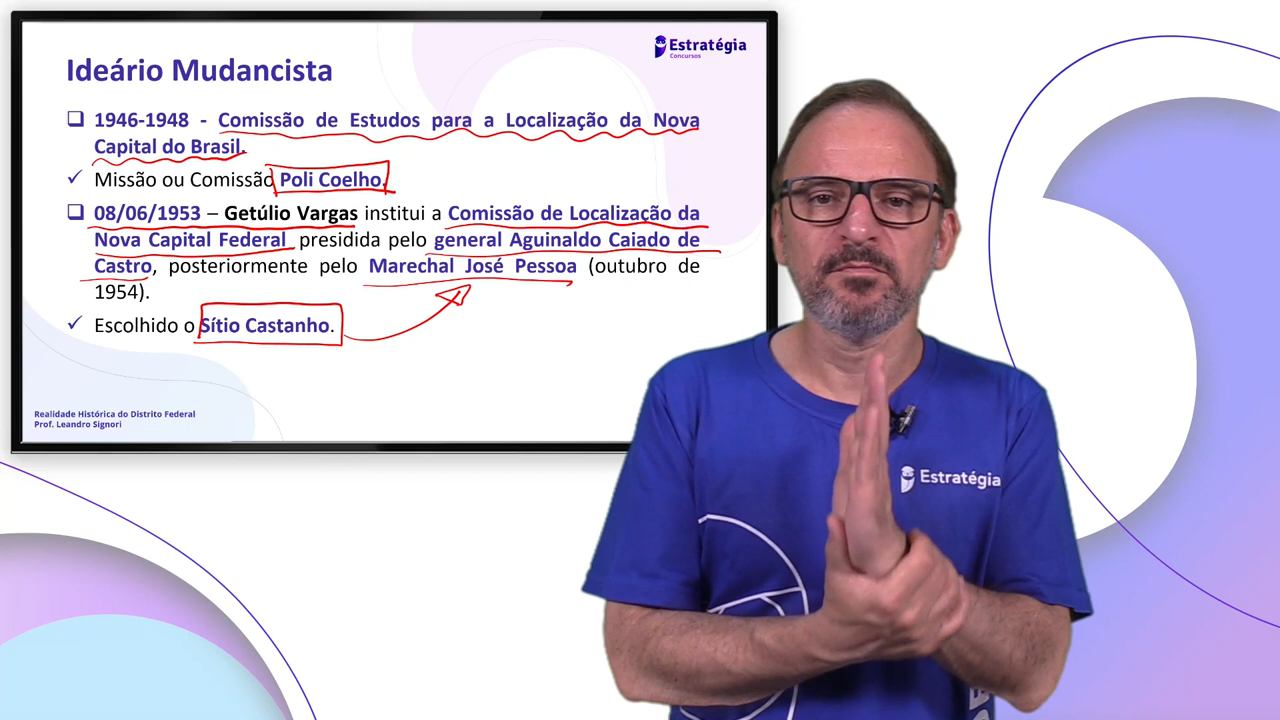 Estratégia
Concursos
Ideário Mudancista
1946-1948 - Comissão de Estudos para a Localização da Nova
Capital do Brasil.
Missão ou Comissão Poli Coelho.
08/06/1953 – Getúlio Vargas institui a Comissão de Localização da
Nova Capital Federal presidida pelo general Aguinaldo Caiado de
Castro, posteriormente pelo Marechal José Pessoa (outubro de
1954).
Escolhido o Sítio Castanho.
Realidade Histórica do Distrito Federal
Prof. Leandro Signori
Estratégia